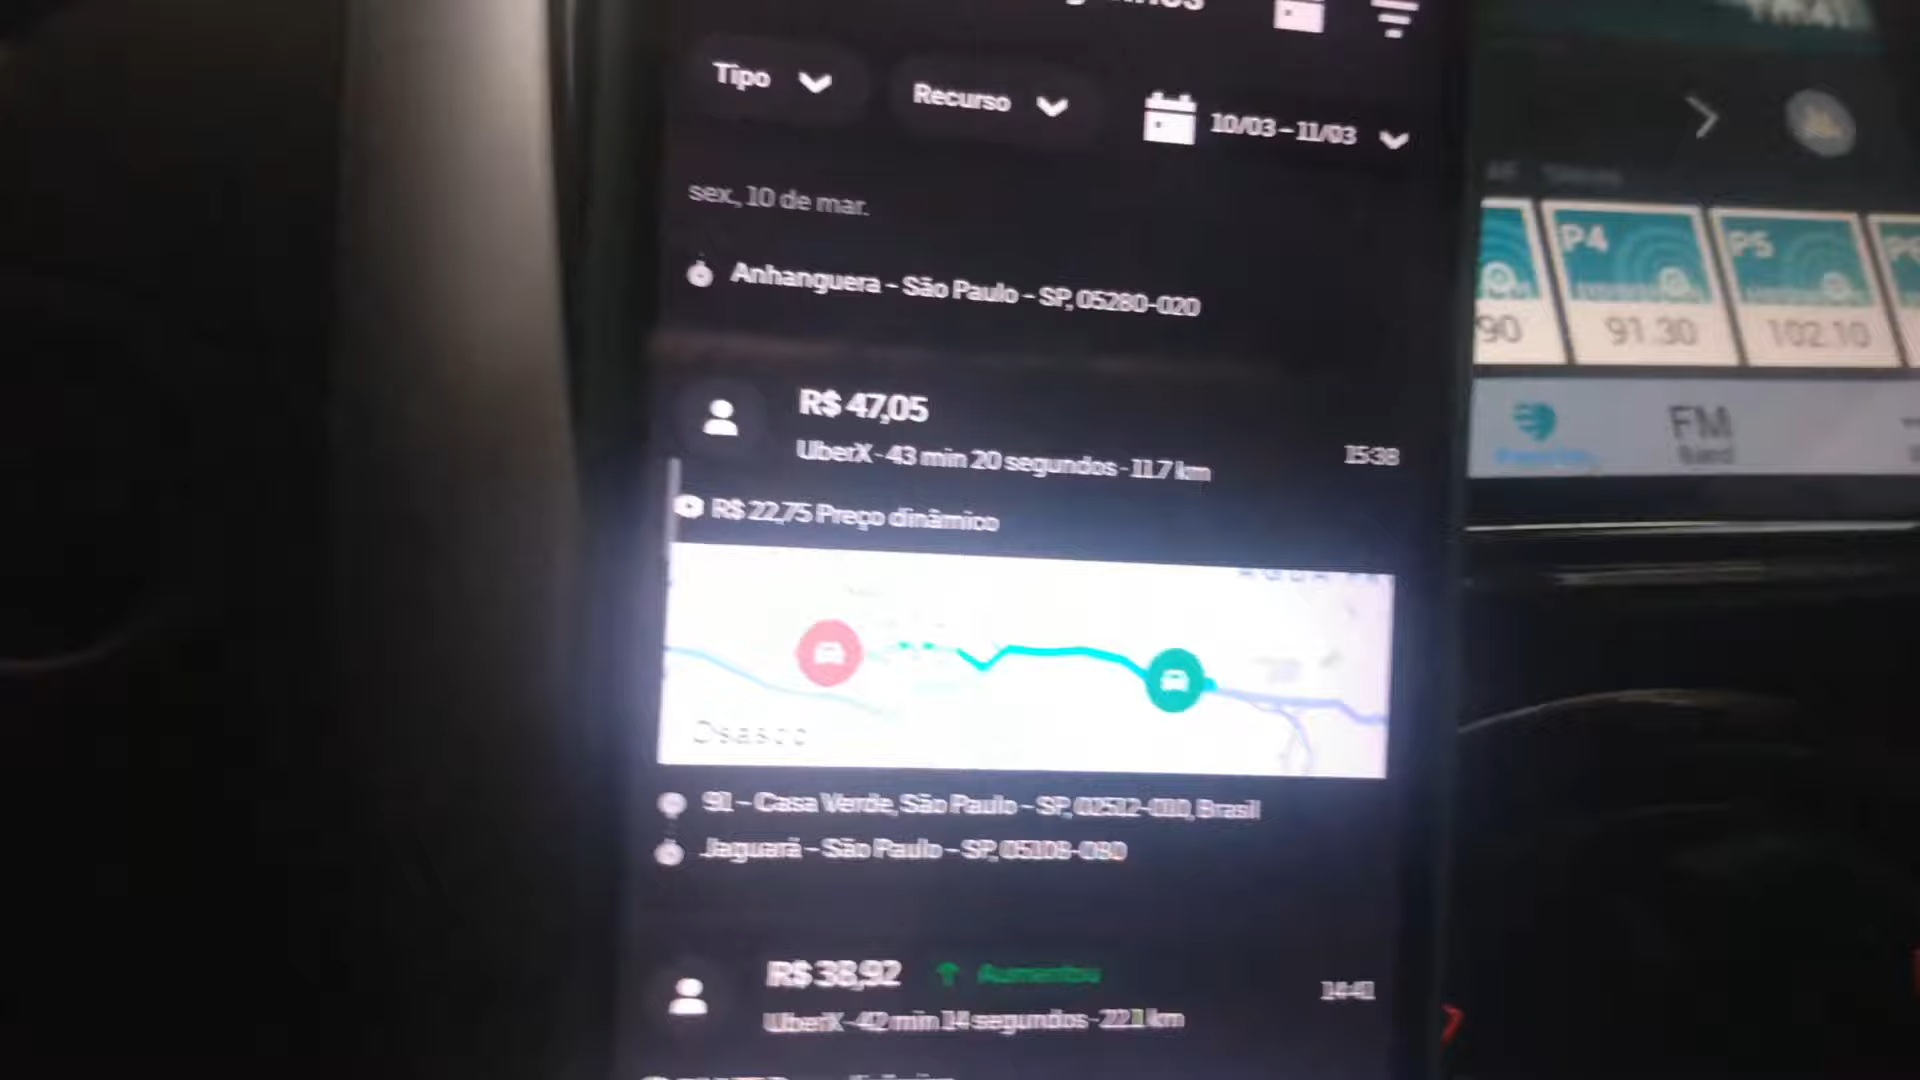 Tipo
Recurso
10/03 - 11/03
sex., 10 de mar.
Anhanguera - São Paulo - SP, 05280-020
R$ 47,05
UberX - 43 min 20 segundos - 11.7 km
15:38
R$ 22,75 Preço dinâmico
Osasco
91 - Casa Verde, São Paulo - SP, 02512-010, Brasil
Jaguará - São Paulo - SP, 05108-080
R$ 38,92
Aumentou
UberX - 42 min 14 segundos - 22.1 km
14:41
P4
P5
90
91.30
102.10
FM